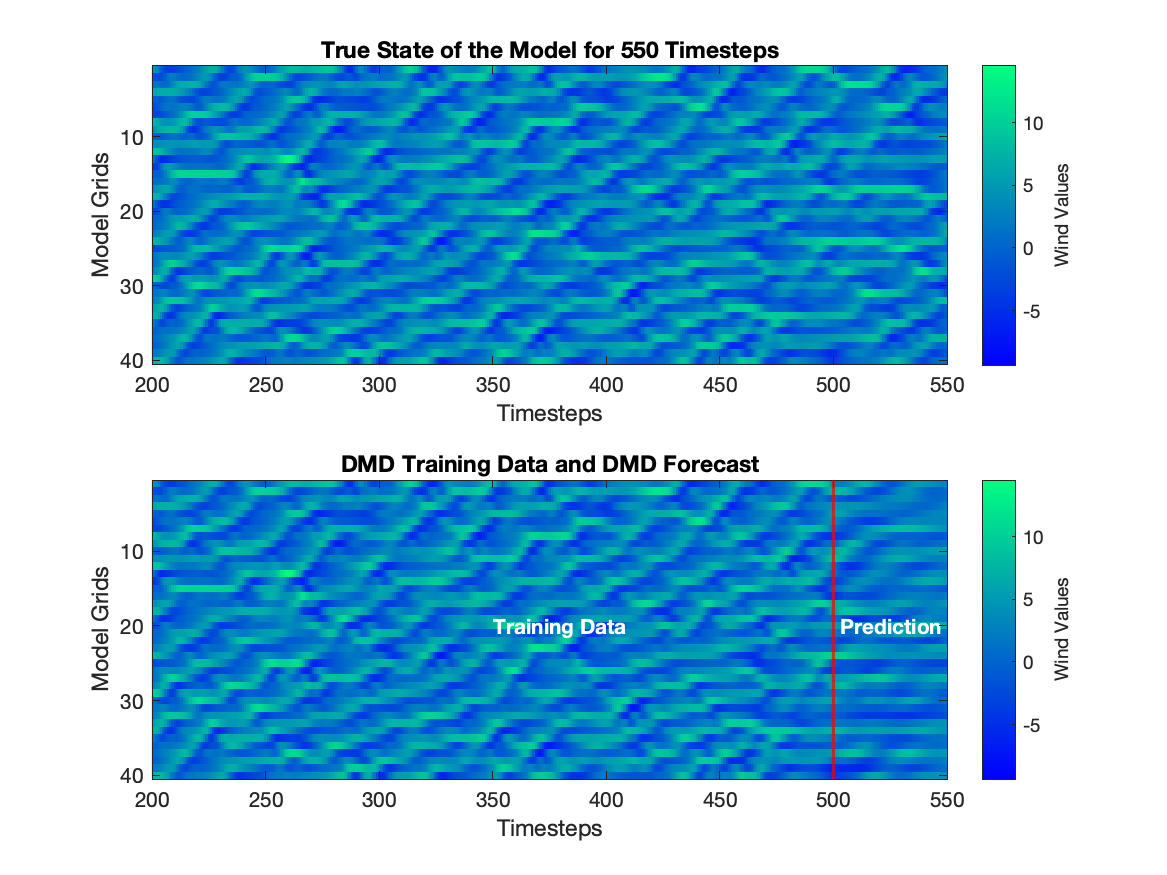 True State of the Model for 550 Timesteps
Model Grids
10
20
30
40
200 250 300 350 400 450 500 550
Timesteps
10
5
0
-5
Wind Values
DMD Training Data and DMD Forecast
Model Grids
10
20
30
40
Training Data
Prediction
200 250 300 350 400 450 500 550
Timesteps
10
5
0
-5
Wind Values